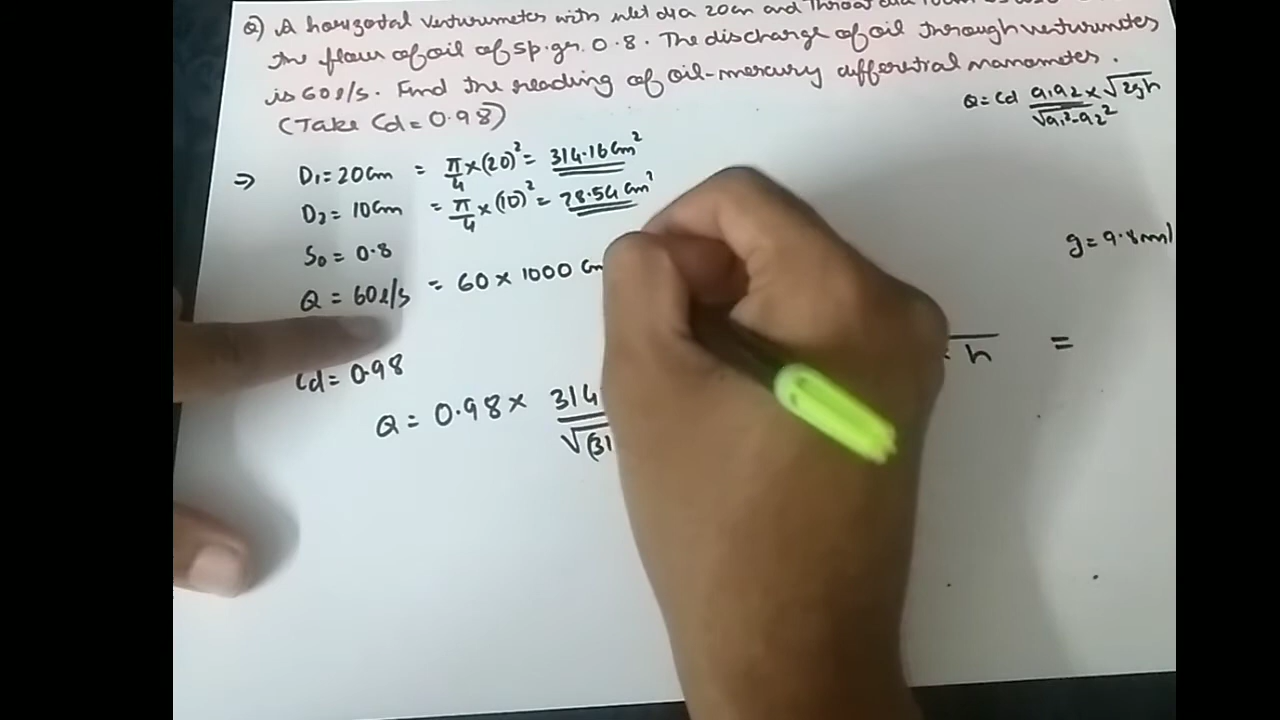 Q) A horizontal venturimeter with inlet dia 20cm and Throat dia
the flow of oil of sp.gr. 0.8. The discharge of oil through venturimeter
is 60l/s. Find the reading of oil-mercury differential manometer.
(Take Cd = 0.98)
Q = Cd a1a2 × √2gh
√a1²-a2²
⇒ D1 = 20cm = π/4 × (20)² = 314.16cm²
D2 = 10cm = π/4 × (10)² = 78.54cm²
S0 = 0.8
g = 9.8m/
Q = 60l/s = 60 × 1000 cm
h =
Cd = 0.98
Q = 0.98 × 314
√(31